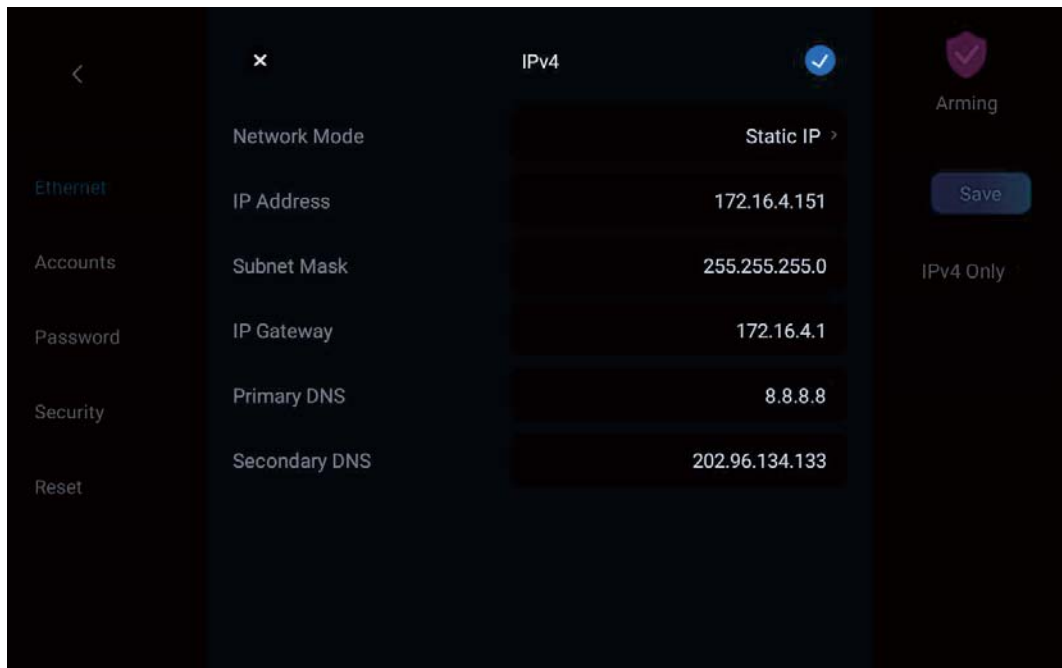 IPv4
Arming
Network Mode
Static IP
Ethernet
IP Address
172.16.4.151
Save
Accounts
Subnet Mask
255.255.255.0
IPv4 Only
Password
IP Gateway
172.16.4.1
Primary DNS
8.8.8.8
Security
Secondary DNS
202.96.134.133
Reset